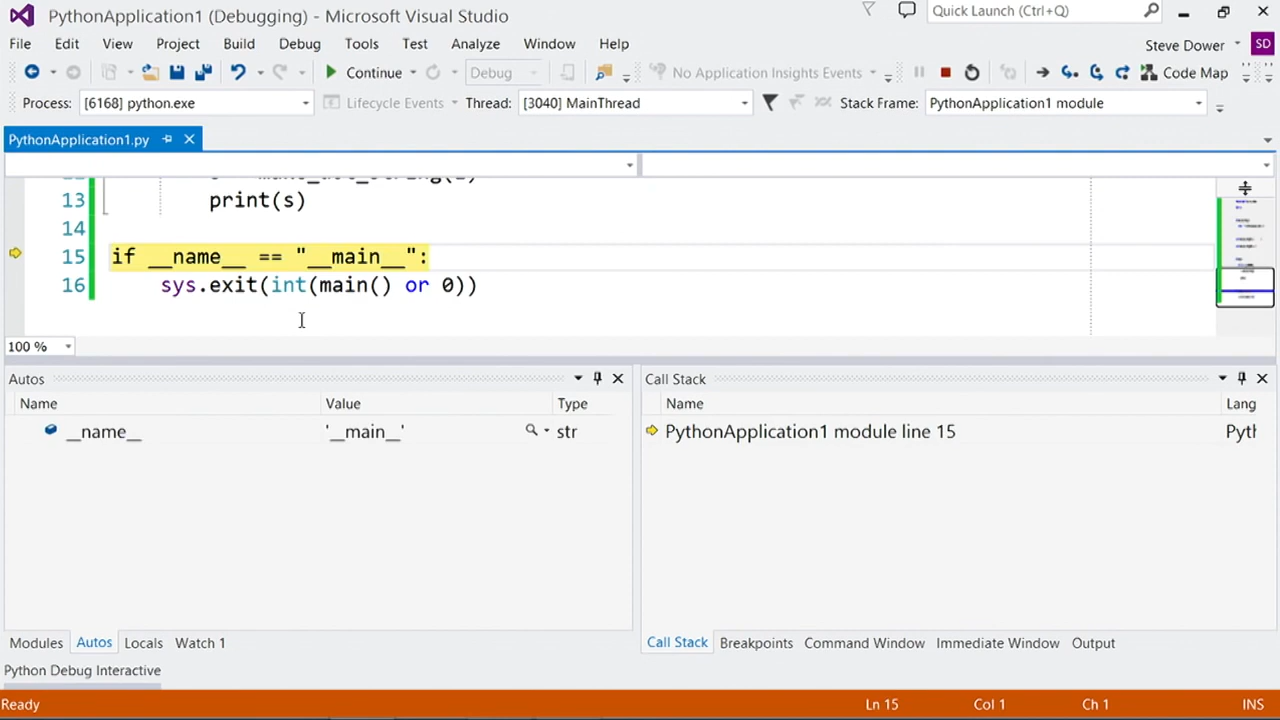 PythonApplication1 (Debugging) - Microsoft Visual Studio
Quick Launch (Ctrl+Q)
File Edit View Project Build Debug Tools Test Analyze Window Help
Steve Dower SD
Continue Debug No Application Insights Events Code Map
Process: [6168] python.exe Lifecycle Events Thread: [3040] MainThread Stack Frame: PythonApplication1 module
PythonApplication1.py
13 print(s)
14
15 if __name__ == "__main__":
16 sys.exit(int(main() or 0))
100 %
Autos
Name Value Type
__name__ '__main__' str
Call Stack
Name Lang
PythonApplication1 module line 15 Pyth
Modules Autos Locals Watch 1
Call Stack Breakpoints Command Window Immediate Window Output
Python Debug Interactive
Ready Ln 15 Col 1 Ch 1 INS